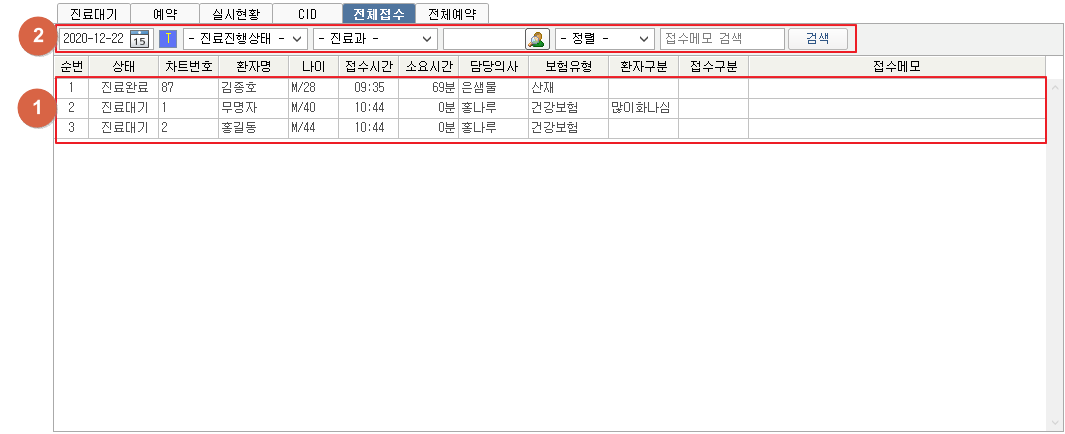 진료대기 예약 실시현황 CID 전체접수 전체예약
2 2020-12-22 15 T - 진료진행상태 - - 진료과 - - 정렬 - 접수메모 검색 검색
순번 상태 차트번호 환자명 나이 접수시간 소요시간 담당의사 보험유형 환자구분 접수구분 접수메모
1 진료완료 87 김종호 M/28 09:35 69분 은샘물 산재
1 2 진료대기 1 무명자 M/40 10:44 0분 홍나루 건강보험 많이화나심
3 진료대기 2 홍길동 M/44 10:44 0분 홍나루 건강보험